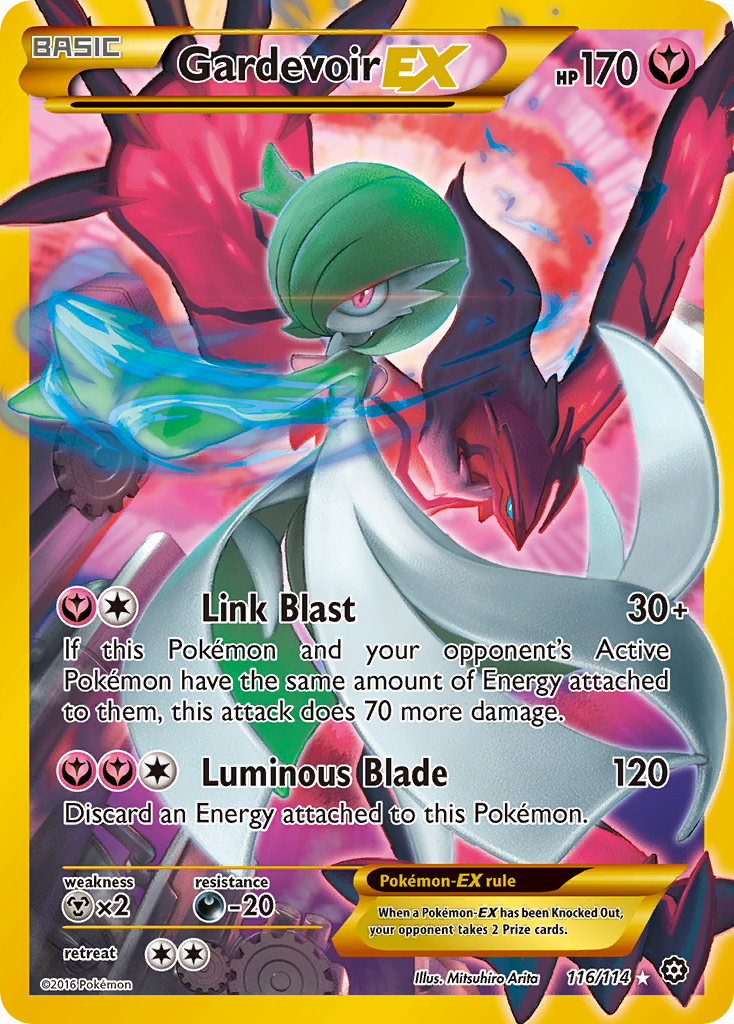 BASIC
Gardevoir EX
HP 170
Link Blast 30+
If this Pokémon and your opponent's Active
Pokémon have the same amount of Energy attached
to them, this attack does 70 more damage.
Luminous Blade 120
Discard an Energy attached to this Pokémon.
weakness
×2
resistance
-20
retreat
Pokémon-EX rule
When a Pokémon-EX has been Knocked Out,
your opponent takes 2 Prize cards.
©2016 Pokémon
Illus. Mitsuhiro Arita
116/114